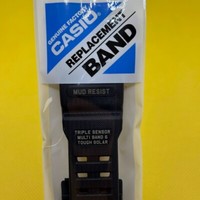 GENUINE FACTORY
CASIO
REPLACEMENT
BAND
MUD RESIST
TRIPLE SENSOR
MULTI BAND 6
TOUGH SOLAR